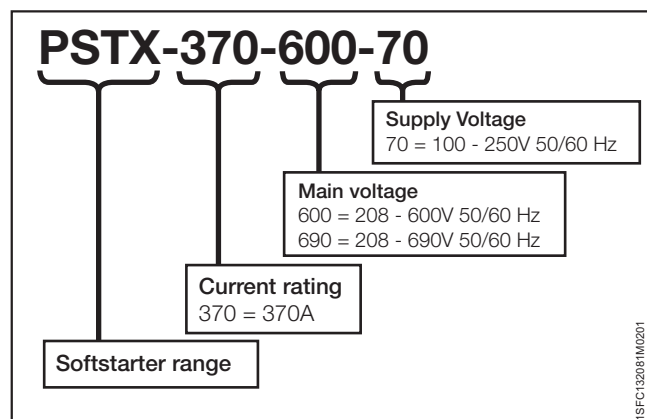 PSTX-370-600-70
Supply Voltage
70 = 100 - 250V 50/60 Hz
Main voltage
600 = 208 - 600V 50/60 Hz
690 = 208 - 690V 50/60 Hz
Current rating
370 = 370A
Softstarter range
1SFC132081M0201